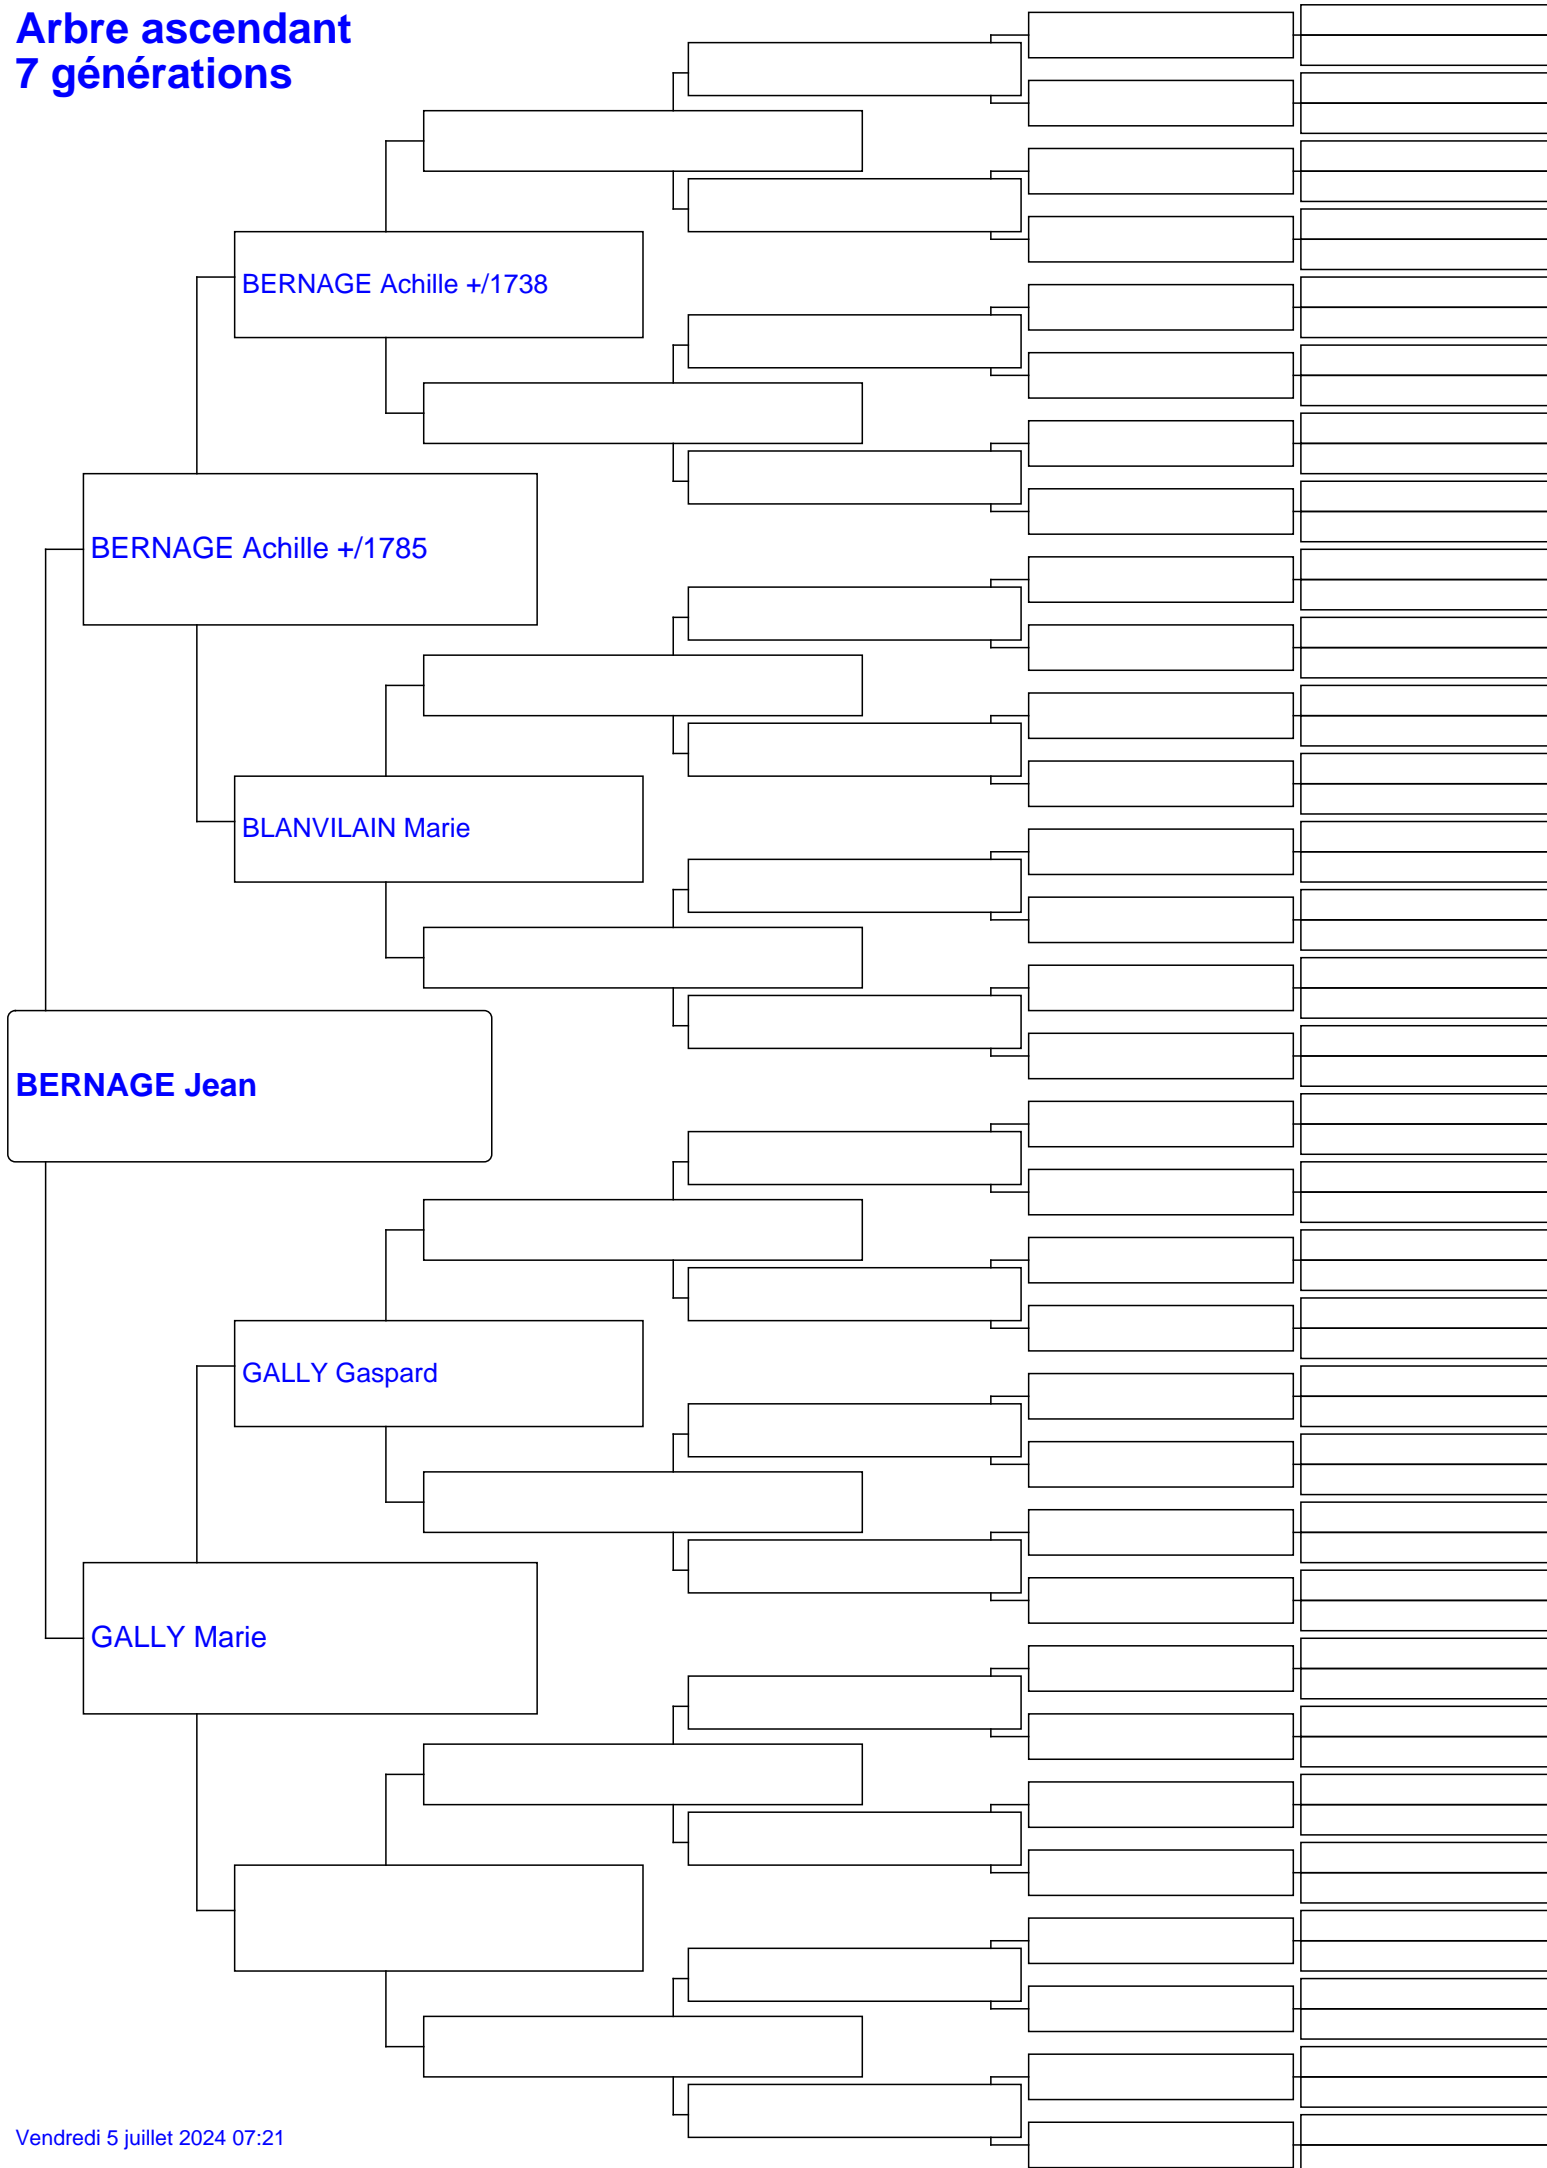 Arbre ascendant
7 générations
BERNAGE Achille +/1738
BERNAGE Achille +/1785
BLANVILAIN Marie
BERNAGE Jean
GALLY Gaspard
GALLY Marie
Vendredi 5 juillet 2024 07:21